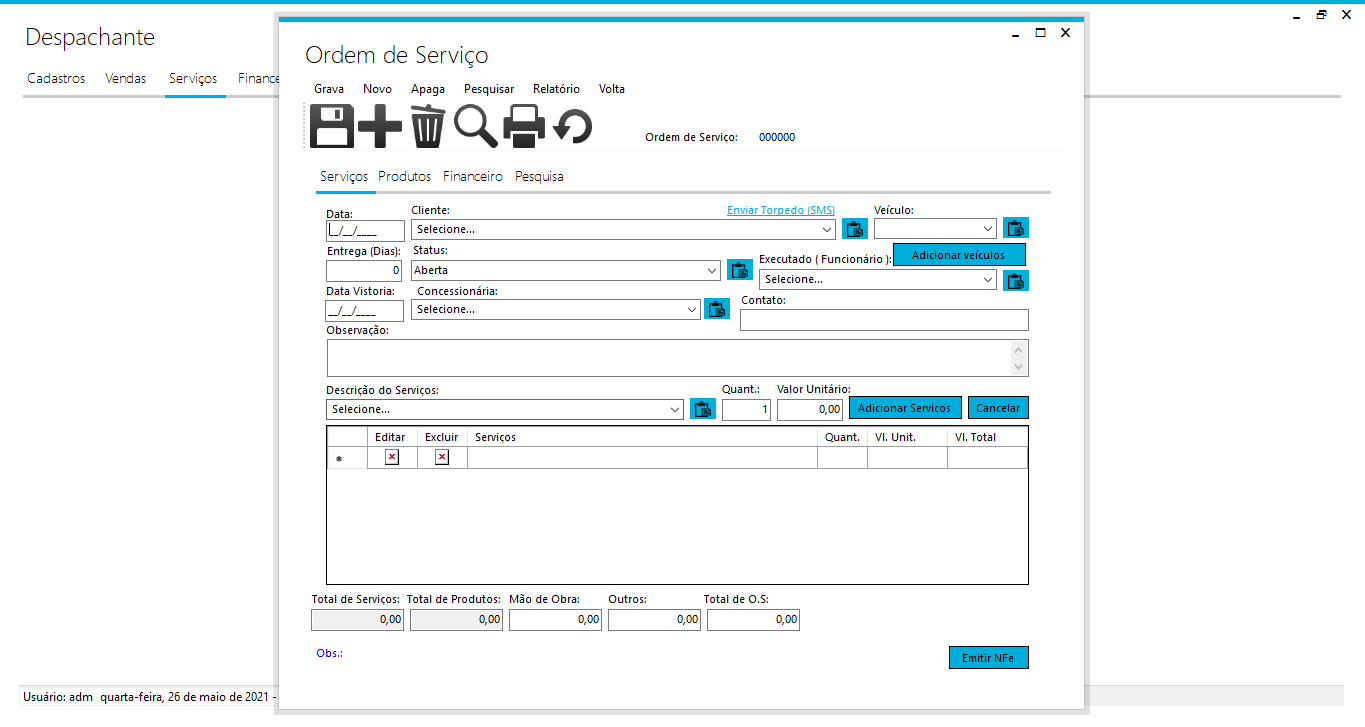 Despachante
Cadastros Vendas Serviços Finance
Ordem de Serviço
Grava Novo Apaga Pesquisar Relatório Volta
Ordem de Serviço: 000000
Serviços Produtos Financeiro Pesquisa
Data: Cliente: Enviar Torpedo (SMS) Veículo:
__/__/____ Selecione...
Entrega (Dias): Status: Executado ( Funcionário ): Adicionar veículos
0 Aberta Selecione...
Data Vistoria: Concessionária: Contato:
__/__/____ Selecione...
Observação:
Descrição do Serviços: Quant.: Valor Unitário:
Selecione... 1 0,00 Adicionar Serviços Cancelar
Editar Excluir Serviços Quant. Vl. Unit. Vl. Total
*
Total de Serviços: Total de Produtos: Mão de Obra: Outros: Total de O.S:
0,00 0,00 0,00 0,00 0,00
Obs.: Emitir NFe
Usuário: adm quarta-feira, 26 de maio de 2021 -